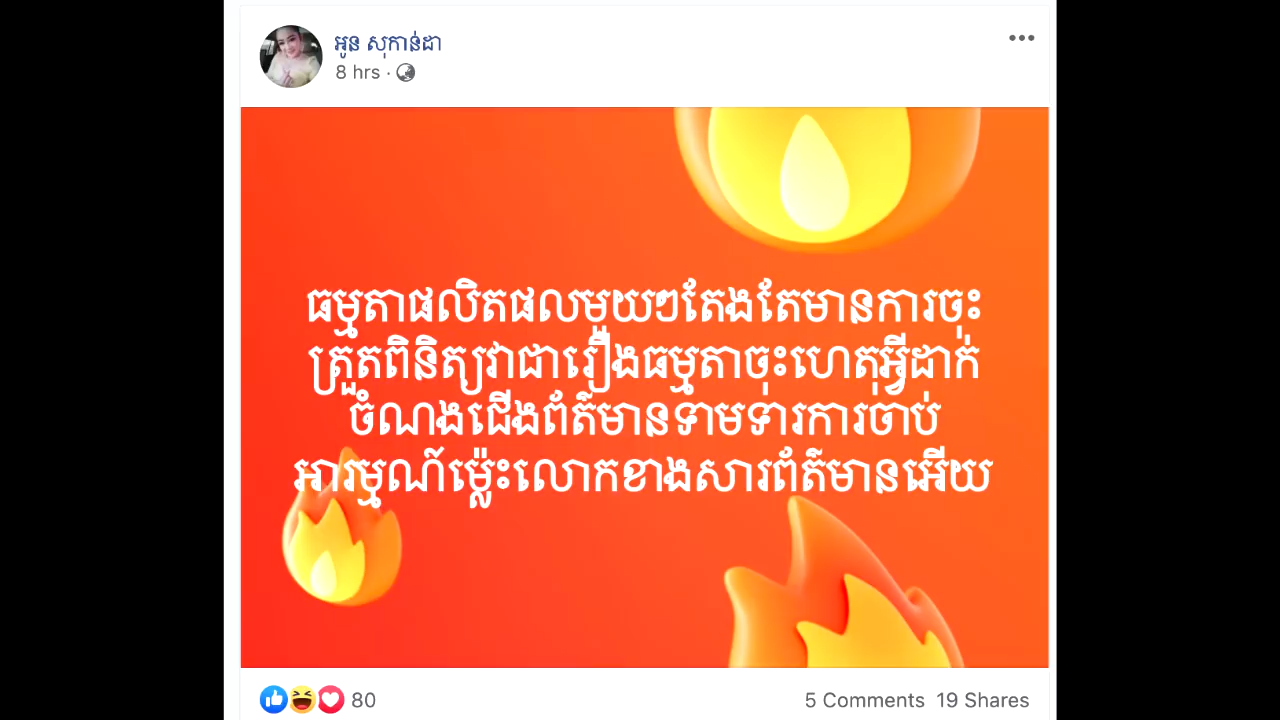 អូន សុកាន់ដា
8 hrs ·
ធម្មតាផលិតផលមួយៗតែងតែមានការចុះ
ត្រួតពិនិត្យវាជារឿងធម្មតាចុះហេតុអ្វីដាក់
ចំណងជើងព័ត៌មានទាមទារការចាប់
អារម្មណ៍ម្ល៉េះលោកខាងសារព័ត៌មានអើយ
80
5 Comments 19 Shares